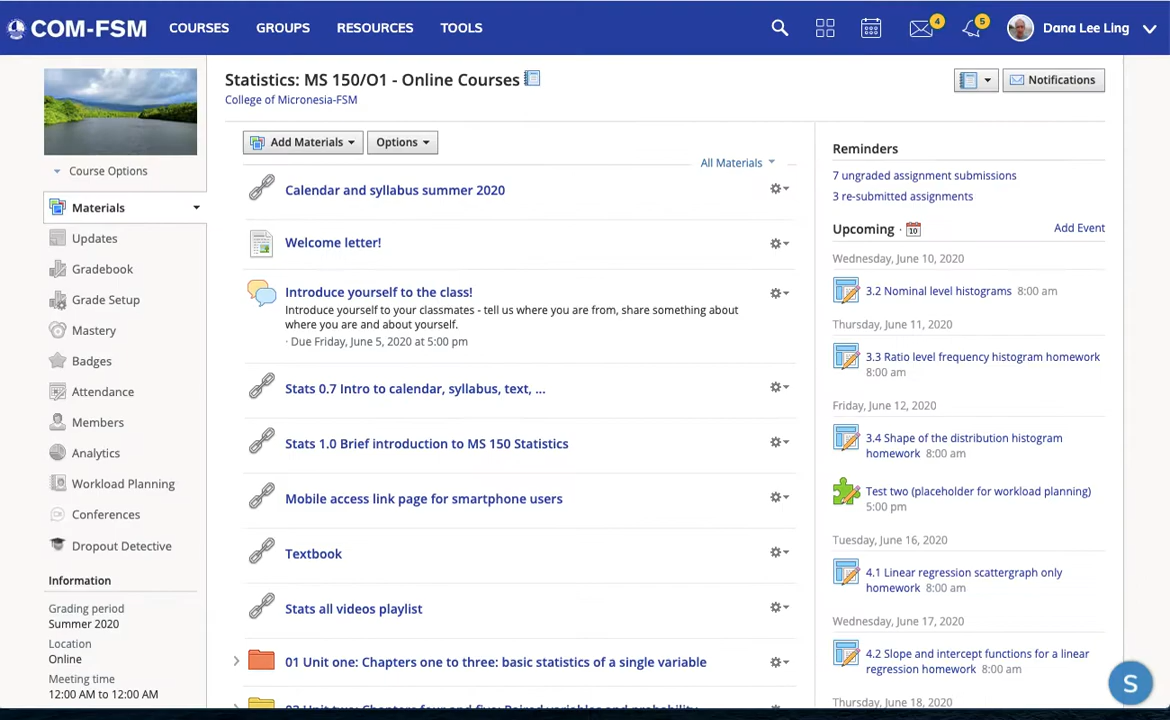 COM-FSM COURSES GROUPS RESOURCES TOOLS 4 5 Dana Lee Ling
Statistics: MS 150/O1 - Online Courses
College of Micronesia-FSM
Notifications
Course Options
Materials
Updates
Gradebook
Grade Setup
Mastery
Badges
Attendance
Members
Analytics
Workload Planning
Conferences
Dropout Detective
Information
Grading period
Summer 2020
Location
Online
Meeting time
12:00 AM to 12:00 AM
Add Materials Options
All Materials
Calendar and syllabus summer 2020
Welcome letter!
Introduce yourself to the class!
Introduce yourself to your classmates - tell us where you are from, share something about
where you are and about yourself.
· Due Friday, June 5, 2020 at 5:00 pm
Stats 0.7 Intro to calendar, syllabus, text, ...
Stats 1.0 Brief introduction to MS 150 Statistics
Mobile access link page for smartphone users
Textbook
Stats all videos playlist
01 Unit one: Chapters one to three: basic statistics of a single variable
02 Unit two: Chapters four and five: Paired variables and probability
Reminders
7 ungraded assignment submissions
3 re-submitted assignments
Upcoming · 10 Add Event
Wednesday, June 10, 2020
3.2 Nominal level histograms 8:00 am
Thursday, June 11, 2020
3.3 Ratio level frequency histogram homework
8:00 am
Friday, June 12, 2020
3.4 Shape of the distribution histogram
homework 8:00 am
Test two (placeholder for workload planning)
5:00 pm
Tuesday, June 16, 2020
4.1 Linear regression scattergraph only
homework 8:00 am
Wednesday, June 17, 2020
4.2 Slope and intercept functions for a linear
regression homework 8:00 am
Thursday, June 18, 2020
S